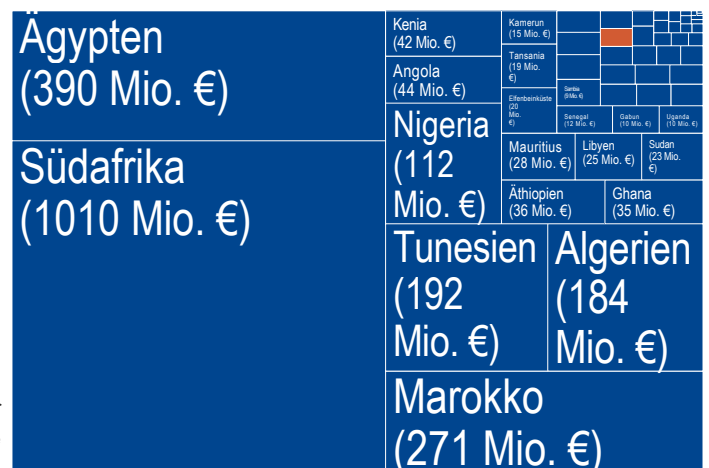 Ägypten
(390 Mio. €)
Südafrika
(1010 Mio. €)
Kenia
(42 Mio. €)
Angola
(44 Mio. €)
Nigeria
(112
Mio. €)
Kamerun
(15 Mio. €)
Tansania
(19 Mio.
€)
Elfenbeinküste
(20
Mio.
€)
Sambia
(9 Mio. €)
Senegal
(12 Mio. €)
Gabun
(10 Mio. €)
Uganda
(10 Mio. €)
Mauritius
(28 Mio. €)
Libyen
(25 Mio. €)
Sudan
(23 Mio.
€)
Äthiopien
(36 Mio. €)
Ghana
(35 Mio. €)
Tunesien
(192
Mio. €)
Algerien
(184
Mio. €)
Marokko
(271 Mio. €)